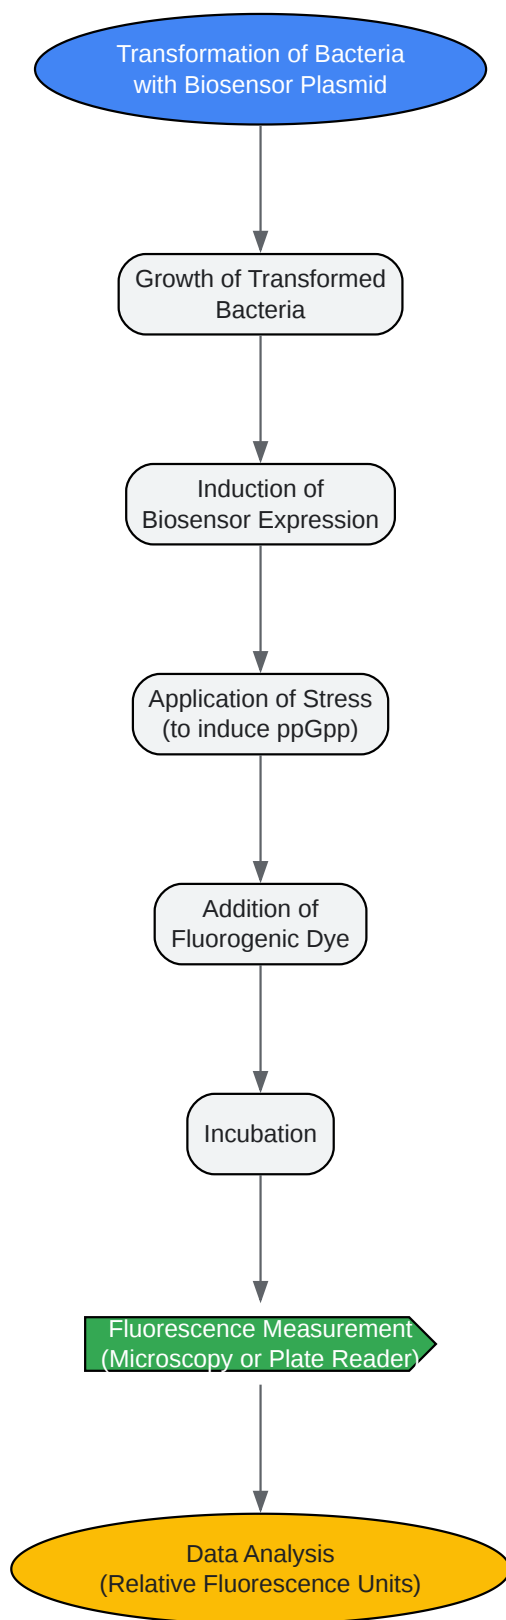 Transformation of Bacteria
with Biosensor Plasmid
Growth of Transformed
Bacteria
Induction of
Biosensor Expression
Application of Stress
(to induce ppGpp)
Addition of
Fluorogenic Dye
Incubation
Fluorescence Measurement
(Microscopy or Plate Reader)
Data Analysis
(Relative Fluorescence Units)